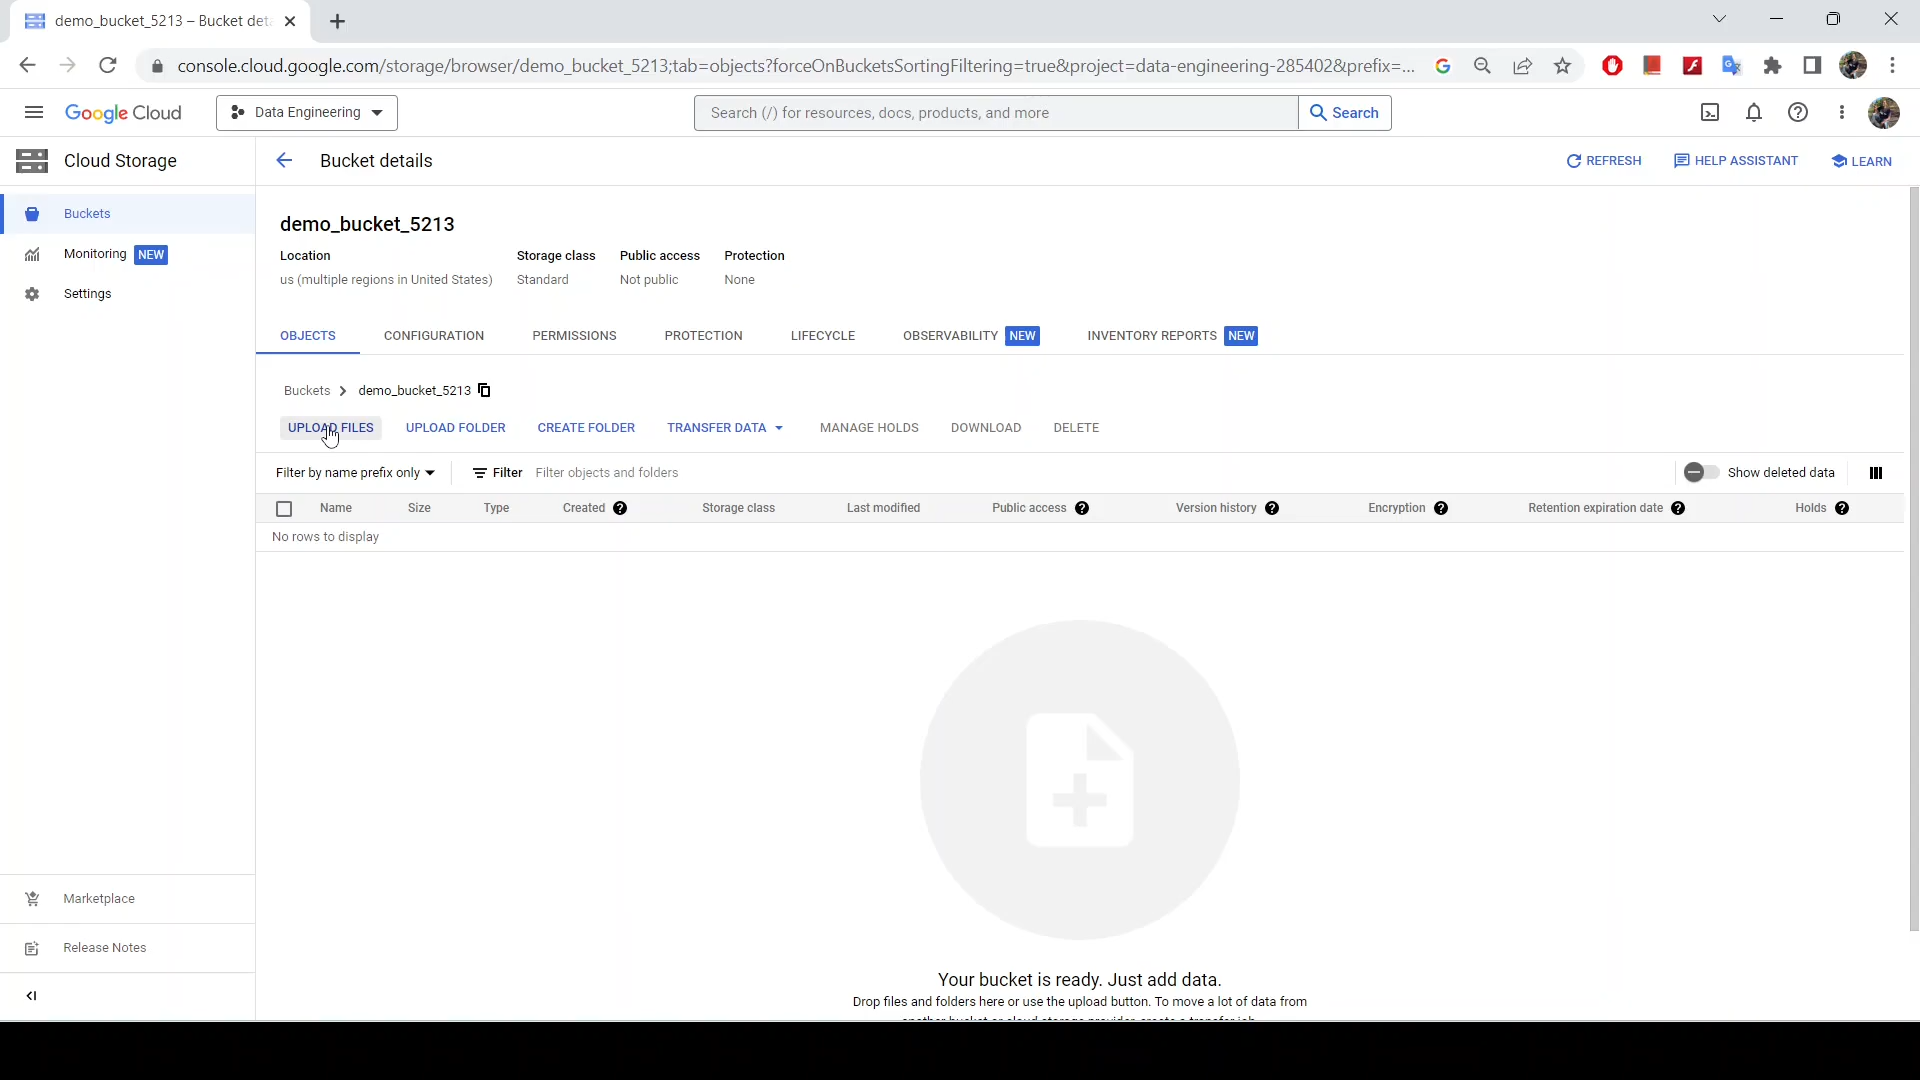 demo_bucket_5213 – Bucket deta
console.cloud.google.com/storage/browser/demo_bucket_5213;tab=objects?forceOnBucketsSortingFiltering=true&project=data-engineering-285402&prefix=...
Google Cloud
Data Engineering
Search (/) for resources, docs, products, and more
Search
Cloud Storage
Bucket details
REFRESH
HELP ASSISTANT
LEARN
Buckets
Monitoring NEW
Settings
demo_bucket_5213
Location Storage class Public access Protection
us (multiple regions in United States) Standard Not public None
OBJECTS CONFIGURATION PERMISSIONS PROTECTION LIFECYCLE OBSERVABILITY NEW INVENTORY REPORTS NEW
Buckets > demo_bucket_5213
UPLOAD FILES UPLOAD FOLDER CREATE FOLDER TRANSFER DATA MANAGE HOLDS DOWNLOAD DELETE
Filter by name prefix only Filter Filter objects and folders Show deleted data
Name Size Type Created Storage class Last modified Public access Version history Encryption Retention expiration date Holds
No rows to display
Your bucket is ready. Just add data.
Drop files and folders here or use the upload button. To move a lot of data from
another bucket or cloud storage provider, create a transfer job.
Marketplace
Release Notes